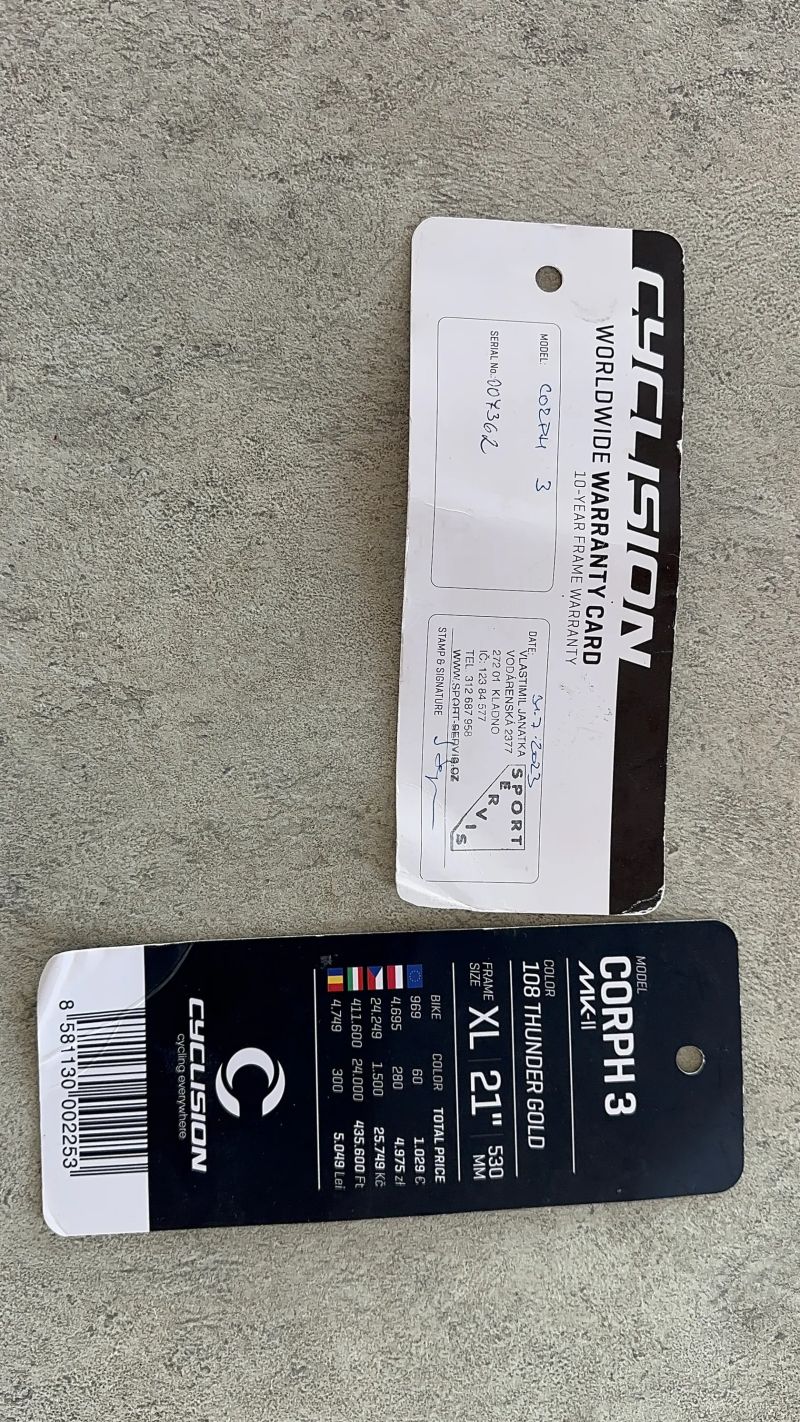 CYCLISION
WORLDWIDE WARRANTY CARD
10-YEAR FRAME WARRANTY
MODEL: CORPH 3
SERIAL No.: 007362
DATE: 31.7.2023
VLASTIMIL JANATKA
VODÁRENSKÁ 2377
272 01 KLADNO
IČ: 123 84 577
TEL. 312 687 958
WWW.SPORT-SERVIS.CZ
SPORT
SERVIS
STAMP & SIGNATURE
MODEL
CORPH 3
MK-II
COLOR
108 THUNDER GOLD
FRAME SIZE XL | 21" | 530 MM
BIKE COLOR TOTAL PRICE
969 60 1.029 €
4.695 280 4.975 zł
24.249 1.500 25.749 Kč
411.600 24.000 435.600 Ft
4.749 300 5.049 Lei
CYCLISION
cycling everywhere
8 581130 002253